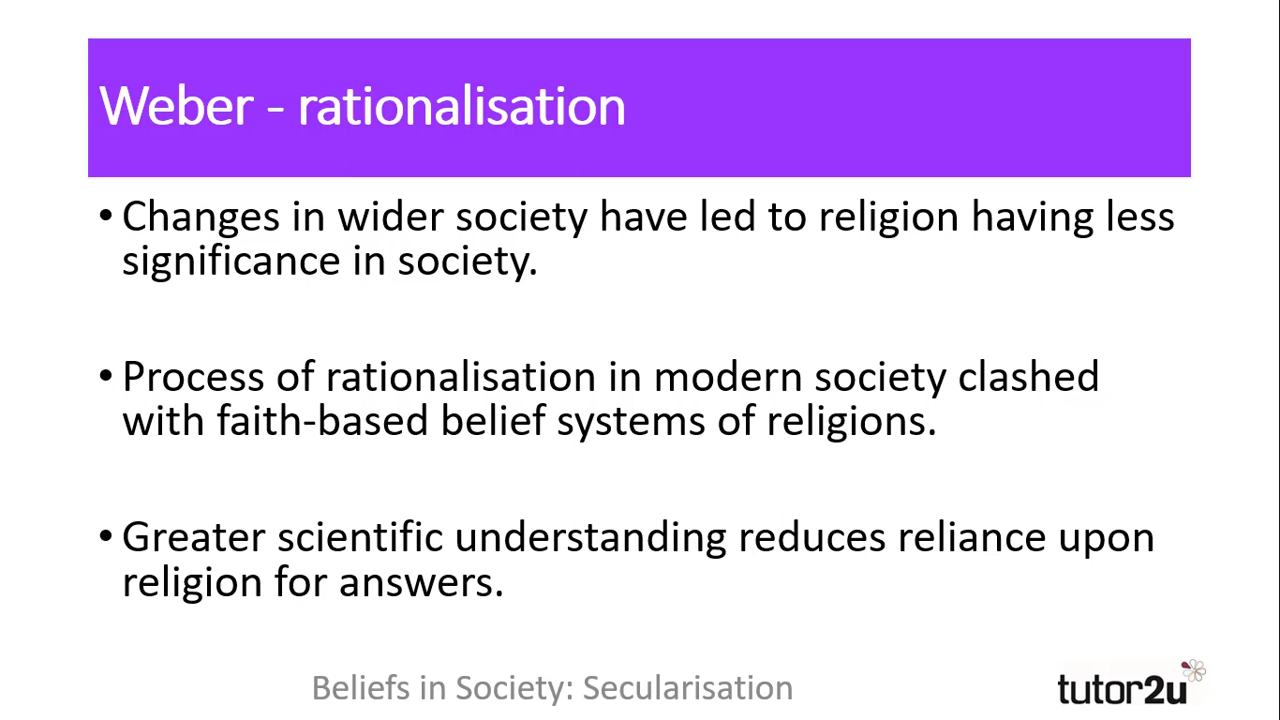 Weber - rationalisation
• Changes in wider society have led to religion having less
significance in society.
• Process of rationalisation in modern society clashed
with faith-based belief systems of religions.
• Greater scientific understanding reduces reliance upon
religion for answers.
Beliefs in Society: Secularisation
tutor2u